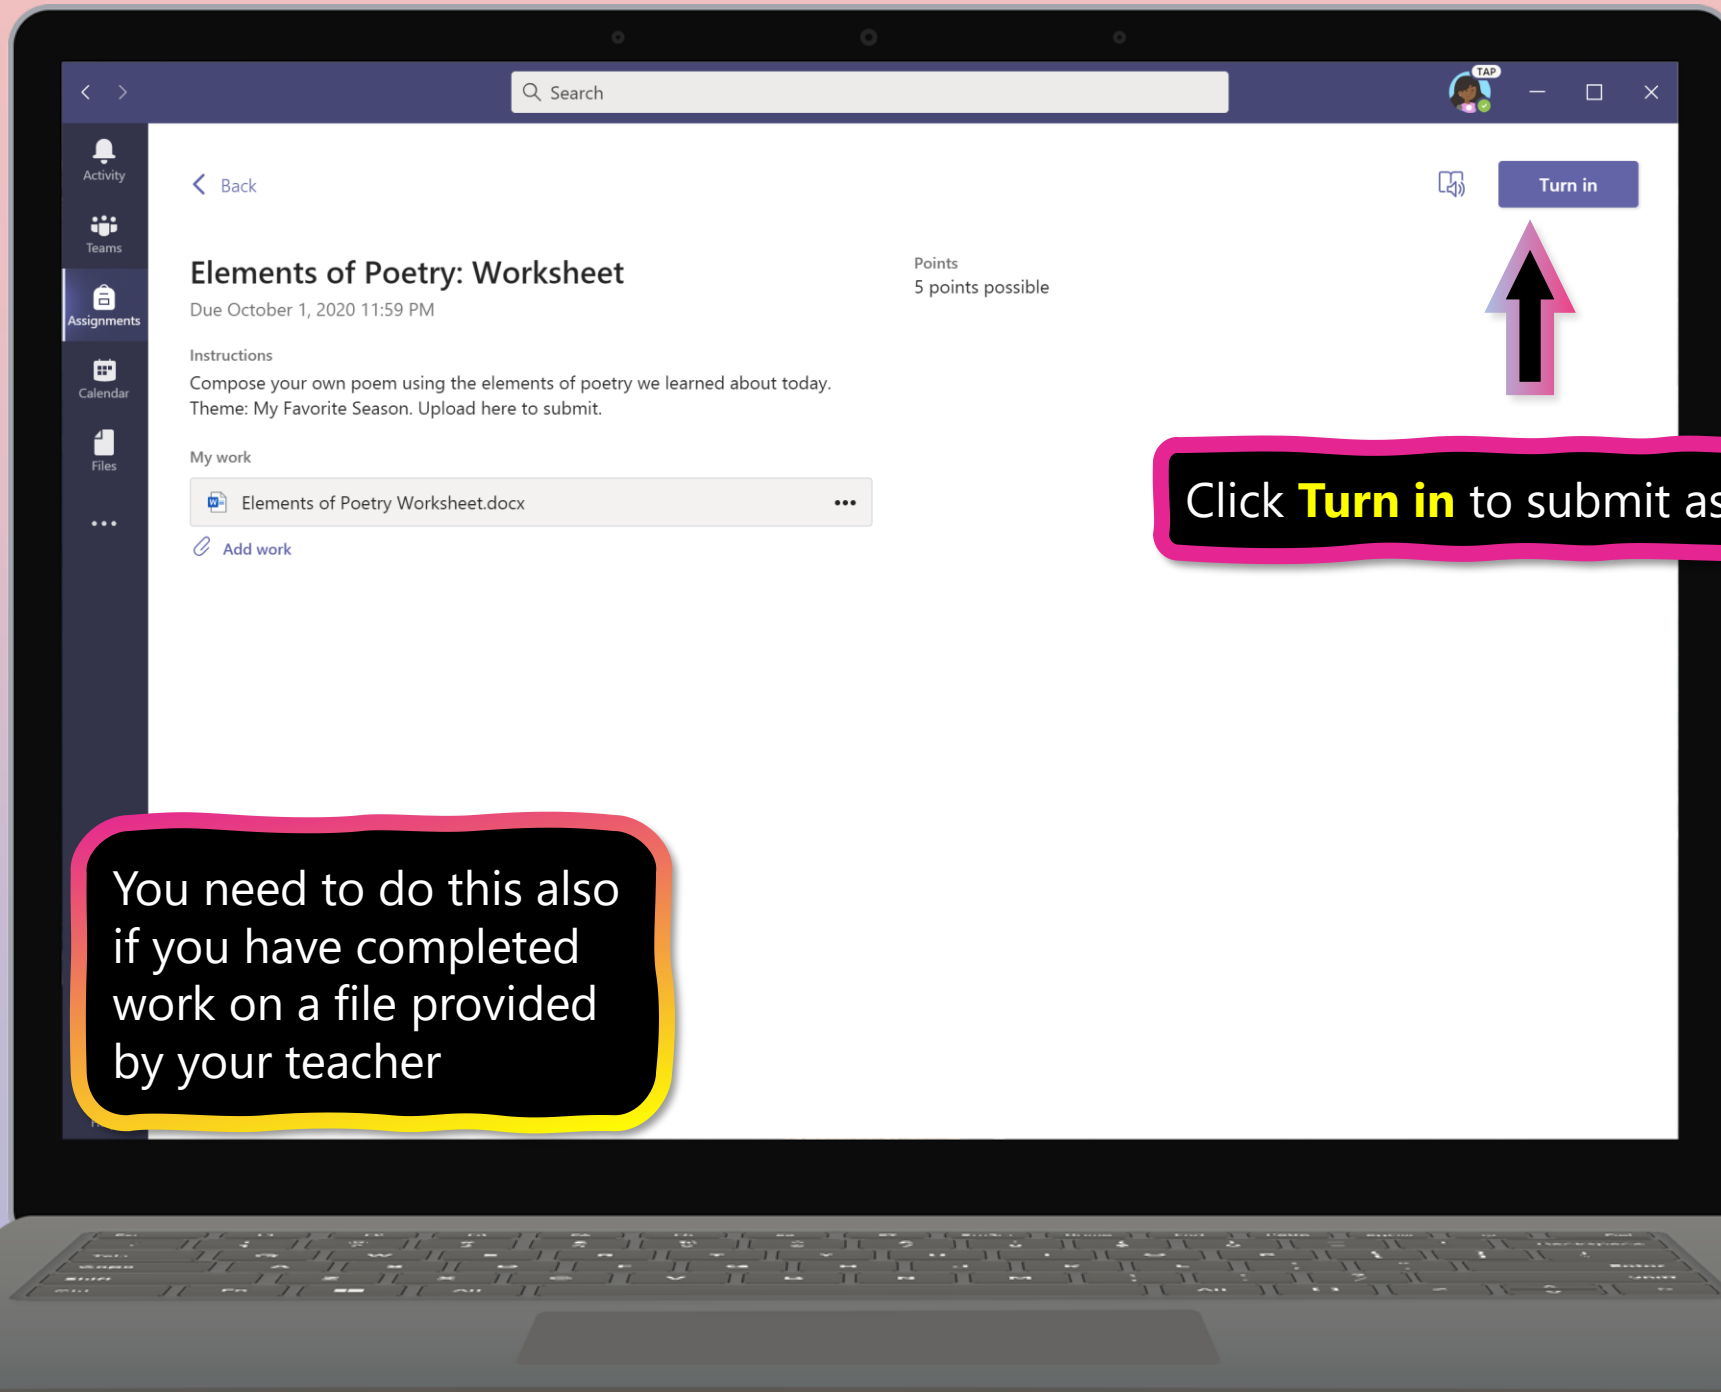 Search
TAP
Activity
Teams
Assignments
Calendar
Files
Back
Turn in
Elements of Poetry: Worksheet
Due October 1, 2020 11:59 PM
Points
5 points possible
Instructions
Compose your own poem using the elements of poetry we learned about today.
Theme: My Favorite Season. Upload here to submit.
My work
Elements of Poetry Worksheet.docx
Add work
Click Turn in to submit
You need to do this also
if you have completed
work on a file provided
by your teacher